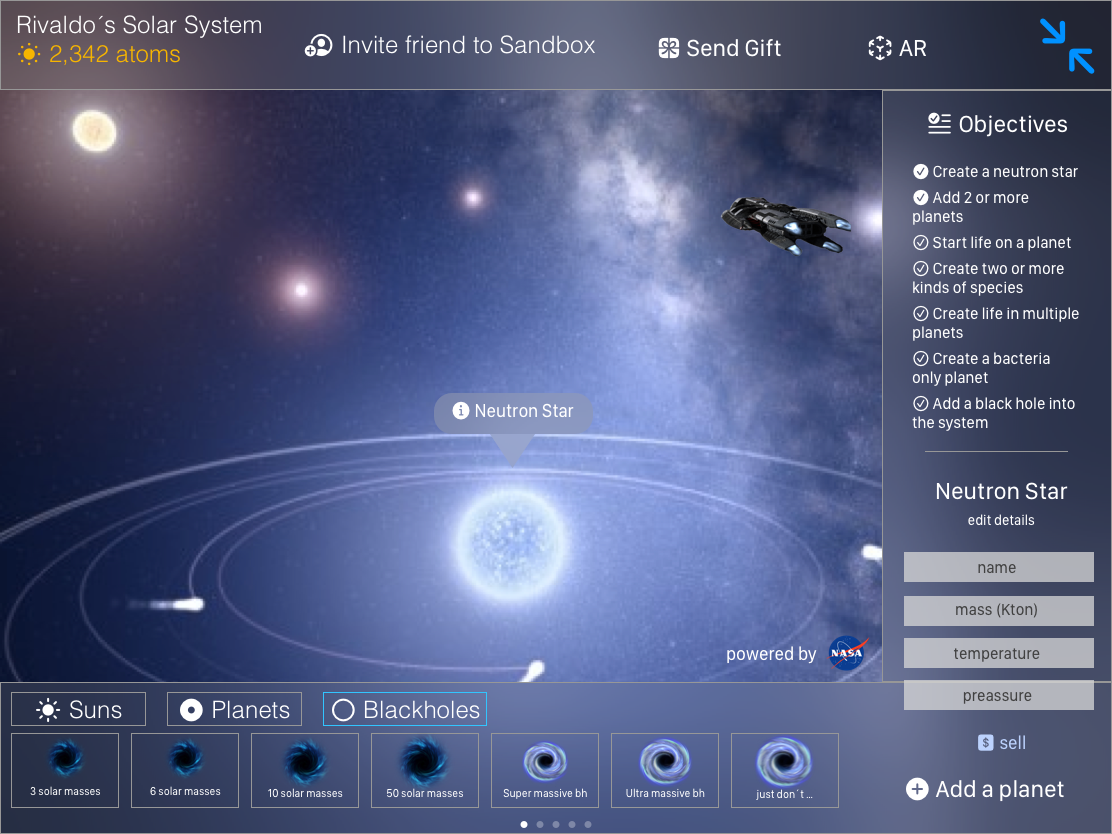 Rivaldo´s Solar System
2,342 atoms
Invite friend to Sandbox
Send Gift
AR
Objectives
Create a neutron star
Add 2 or more
planets
Start life on a planet
Create two or more
kinds of species
Create life in multiple
planets
Create a bacteria
only planet
Add a black hole into
the system
Neutron Star
Neutron Star
edit details
name
mass (Kton)
temperature
preassure
powered by NASA
Suns
Planets
Blackholes
3 solar masses
6 solar masses
10 solar masses
50 solar masses
Super massive bh
Ultra massive bh
just don´t ...
$ sell
Add a planet